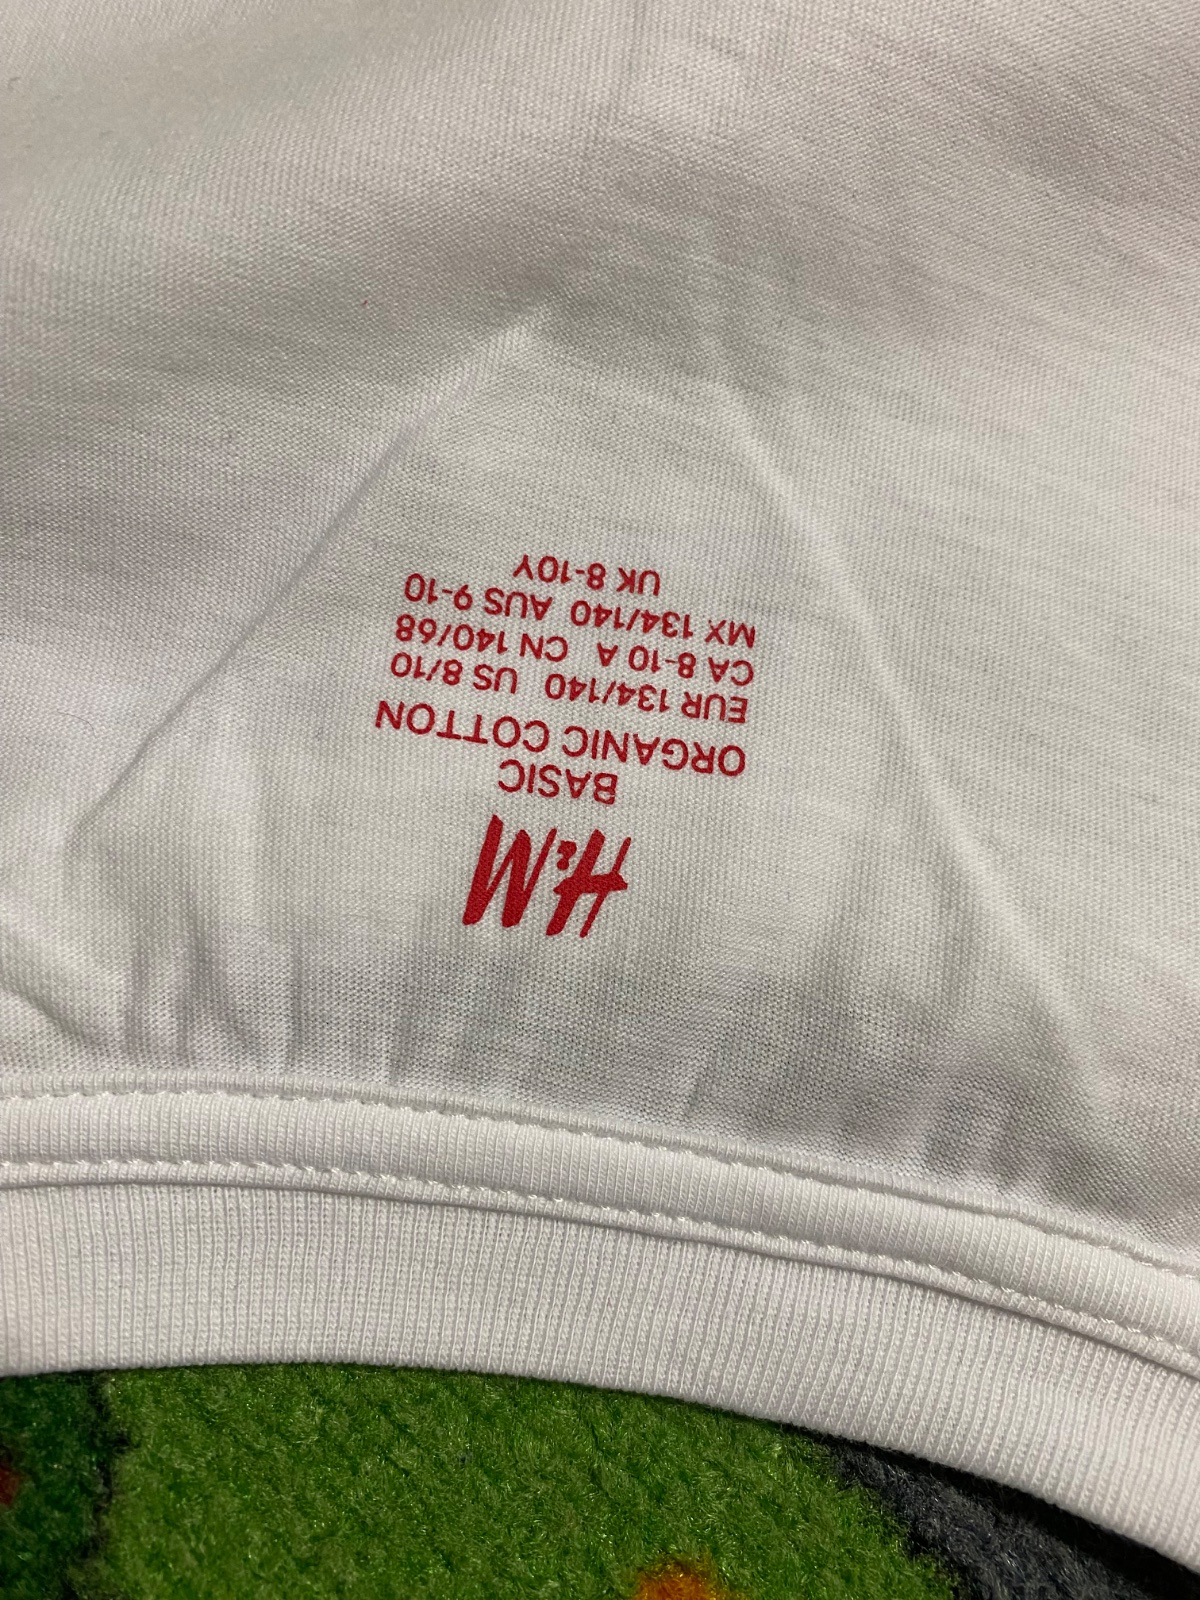 H&M
BASIC
ORGANIC COTTON
EUR 134/140 US 8/10
CA 8-10 A CN 140/68
MX 134/140 AUS 9-10
UK 8-10Y